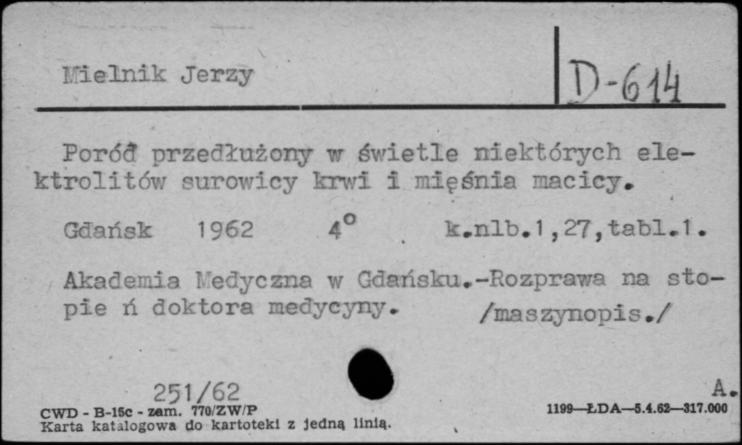 Mielnik Jerzy
D-614
Poród przedłużony w świetle niektórych ele-
ktrolitów surowicy krwi i mięśnia macicy.
Gdańsk 1962 4° k.nlb.1,27,tabl.1.
Akademia Medyczna w Gdańsku.-Rozprawa na sto-
pie ń doktora medycyny. /maszynopis./
251/62 A.
CWD - B-15c - zam. 770/ZW/P 1199—ŁDA—5.4.62—317.000
Karta katalogowa do kartoteki z jedną linią.